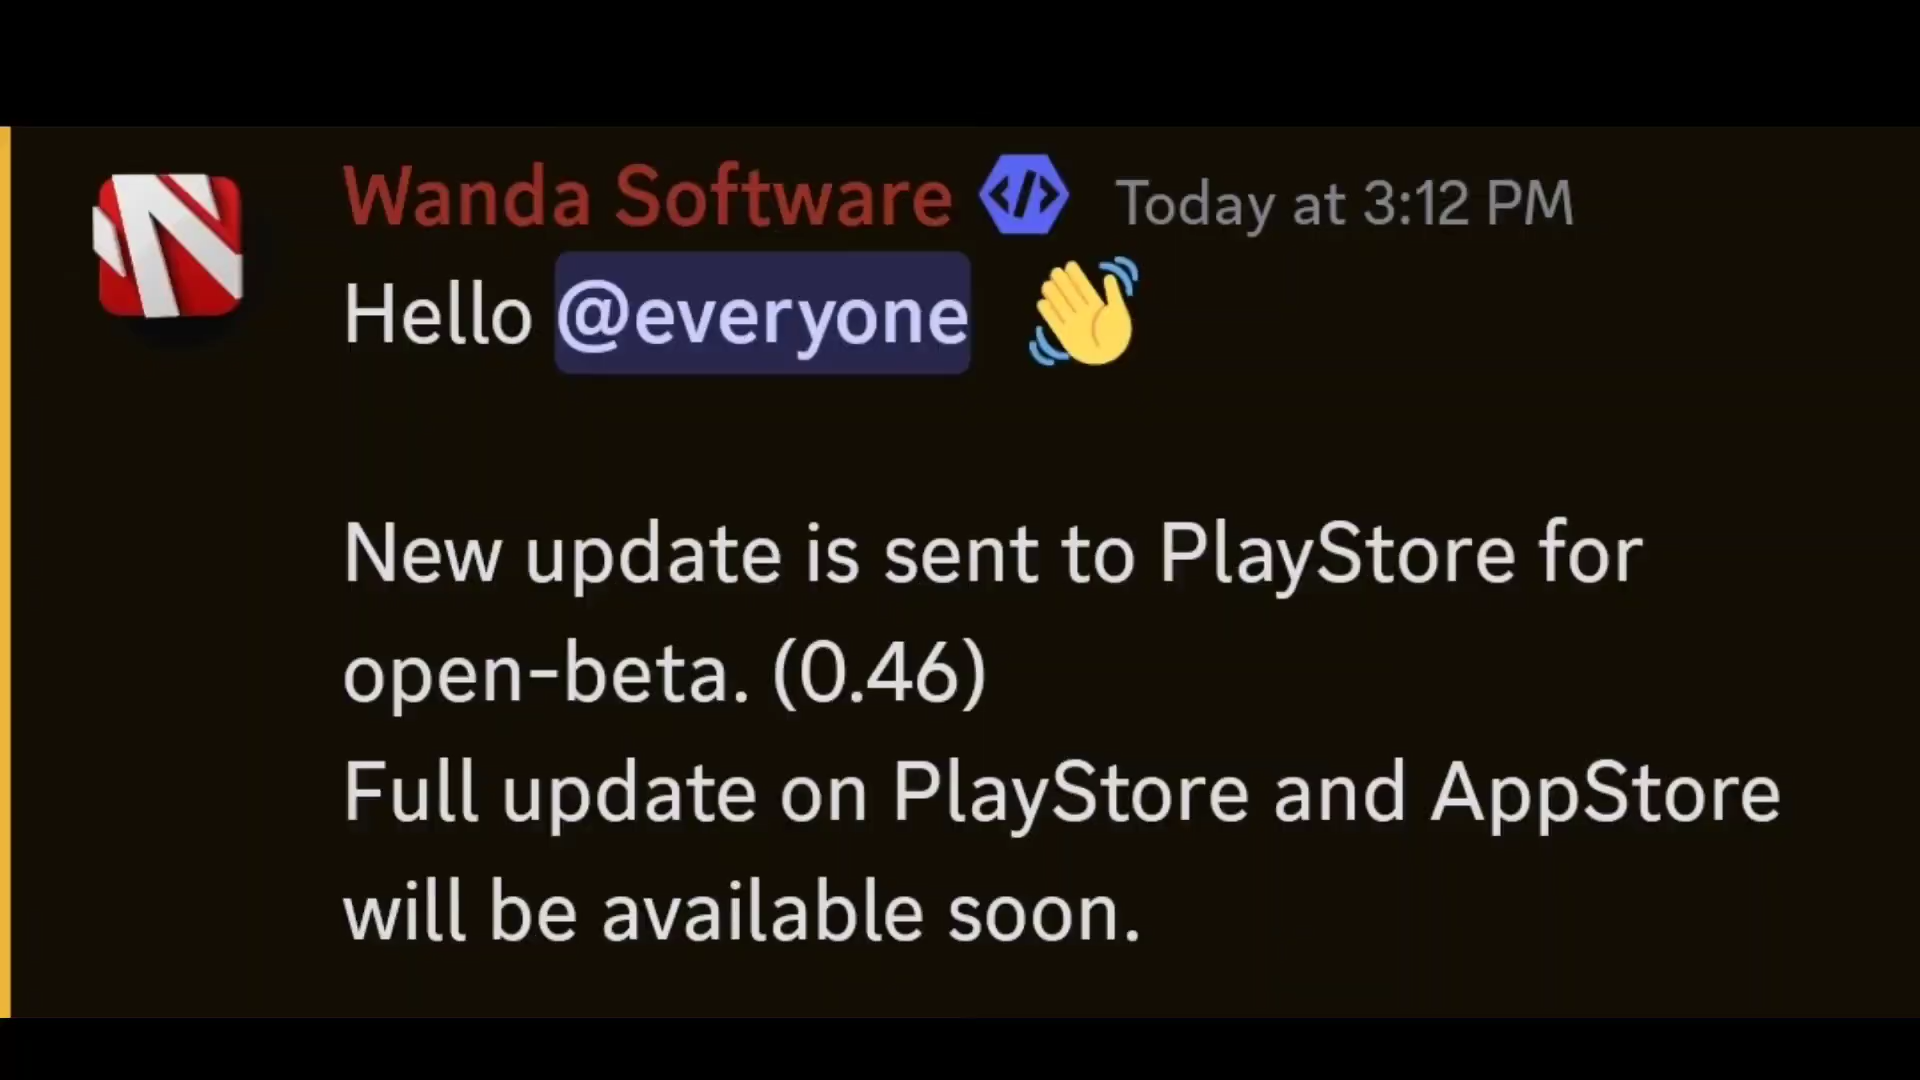 Wanda Software Today at 3:12 PM
Hello @everyone 👋
New update is sent to PlayStore for
open-beta. (0.46)
Full update on PlayStore and AppStore
will be available soon.